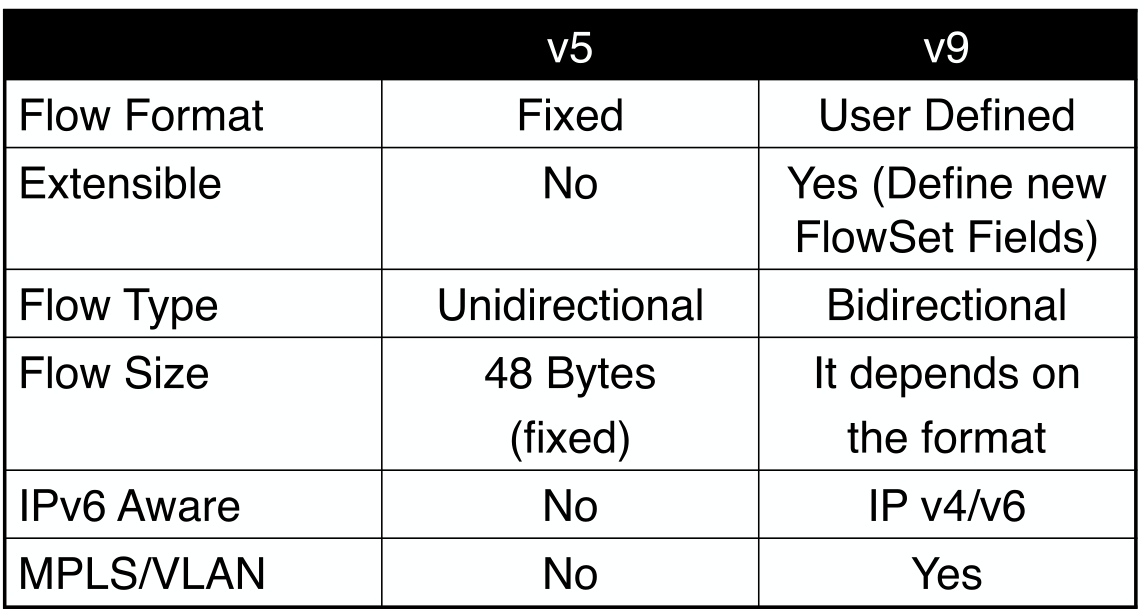 v5 v9
Flow Format Fixed User Defined
Extensible No Yes (Define new
FlowSet Fields)
Flow Type Unidirectional Bidirectional
Flow Size 48 Bytes It depends on
(fixed) the format
IPv6 Aware No IP v4/v6
MPLS/VLAN No Yes